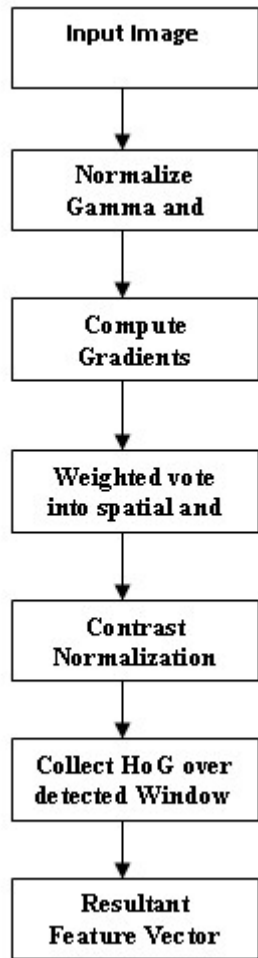 Input Image
Normalize
Gamma and
Compute
Gradients
Weighted vote
into spatial and
Contrast
Normalization
Collect HoG over
detected Window
Resultant
Feature Vector